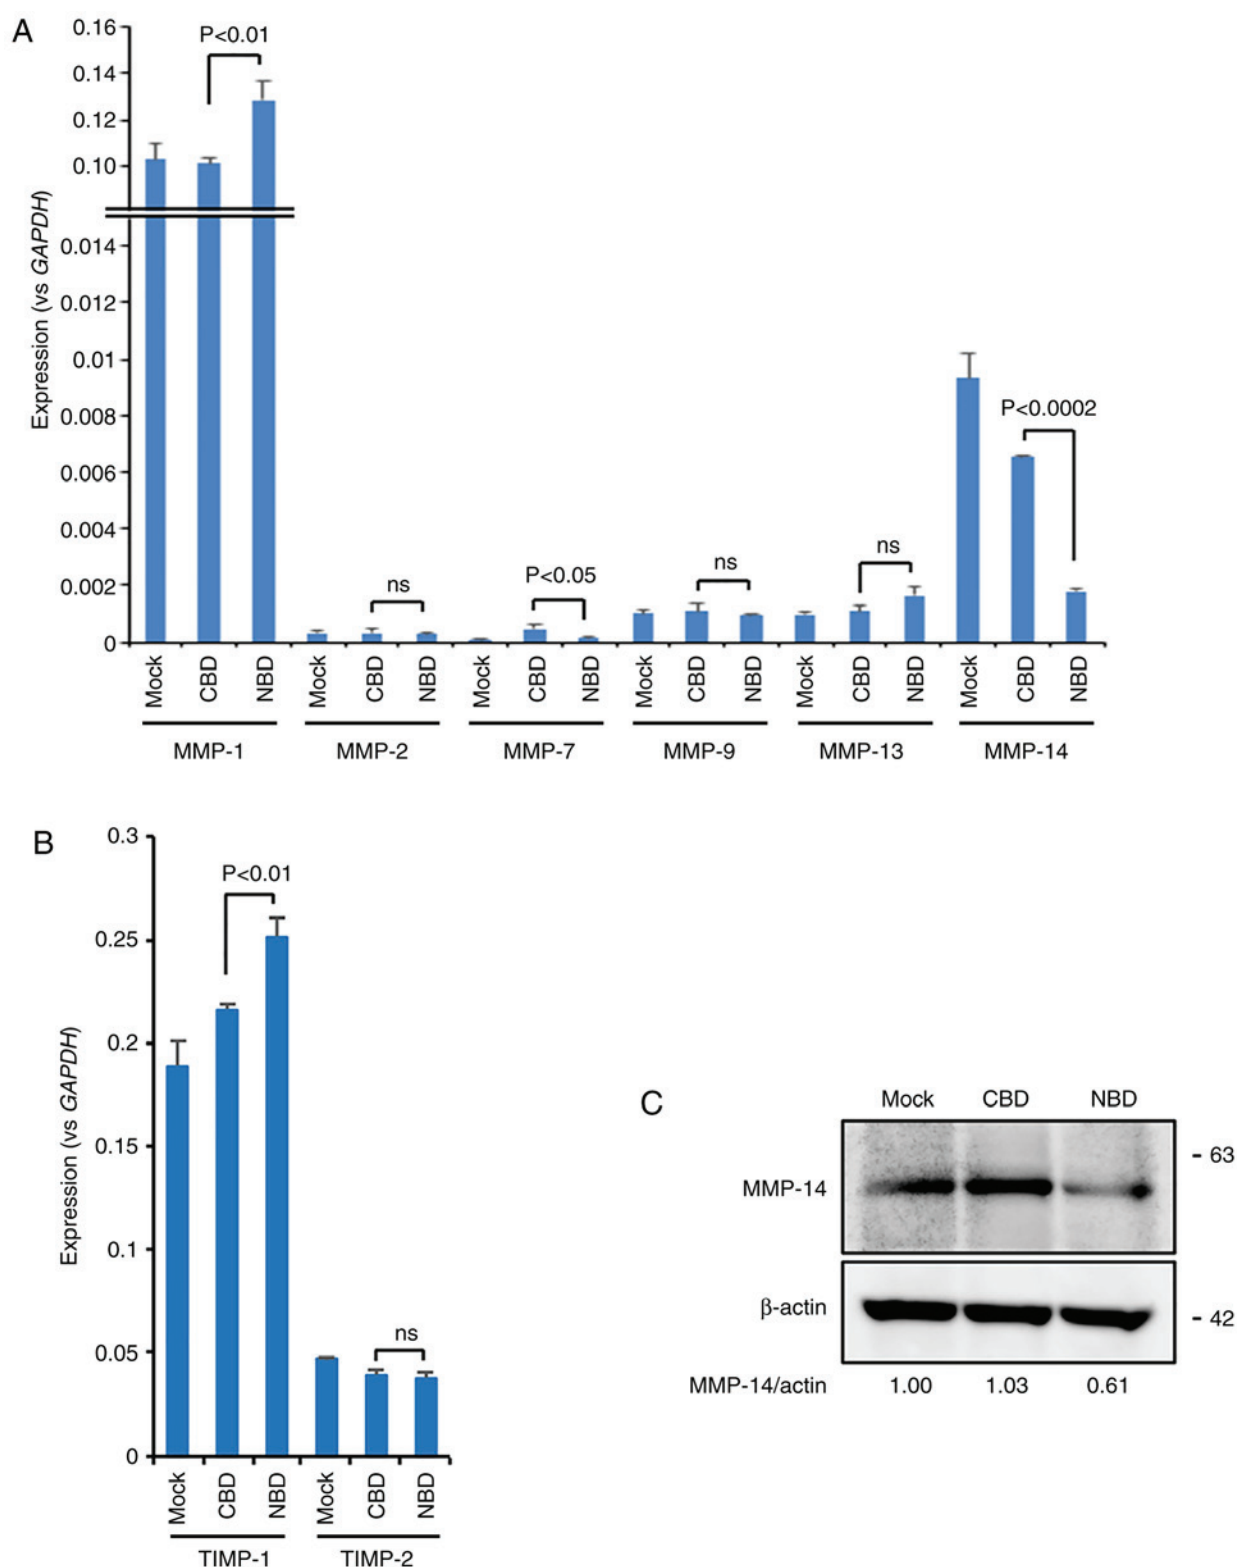 A
P<0.01
0.16
0.14
0.12
0.10
0.014
0.012
0.01
0.008
0.006
0.004
0.002
0
Expression (vs GAPDH)
ns
P<0.05
ns
ns
P<0.0002
Mock CBD NBD Mock CBD NBD Mock CBD NBD Mock CBD NBD Mock CBD NBD Mock CBD NBD
MMP-1 MMP-2 MMP-7 MMP-9 MMP-13 MMP-14
B
0.3
0.25
0.2
0.15
0.1
0.05
0
Expression (vs GAPDH)
P<0.01
ns
Mock CBD NBD Mock CBD NBD
TIMP-1 TIMP-2
C
Mock CBD NBD
MMP-14
- 63
β-actin
- 42
MMP-14/actin 1.00 1.03 0.61